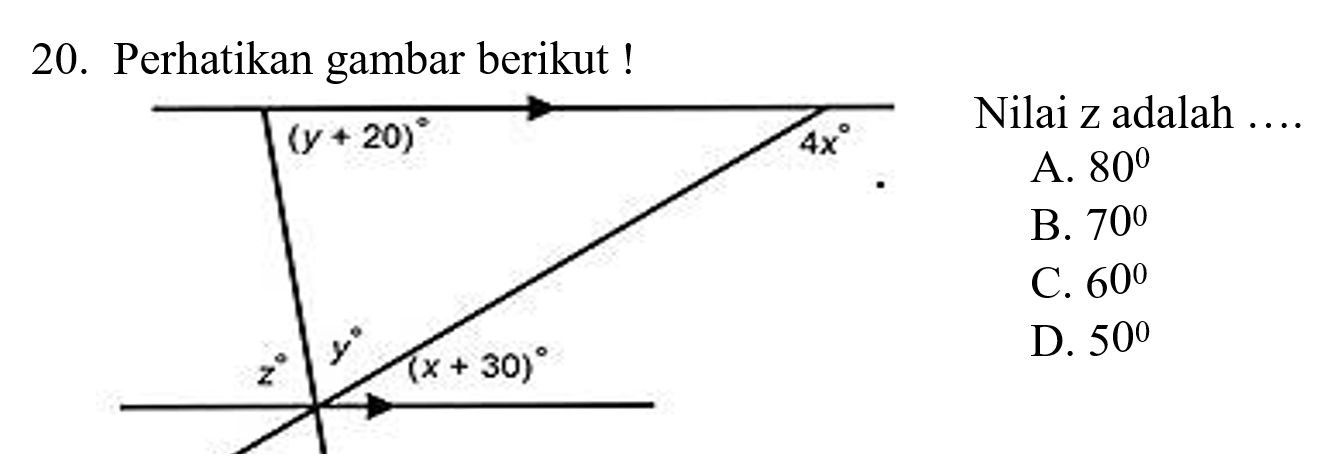 20. Perhatikan gambar berikut !
(y + 20)°
4x°
z°
y°
(x + 30)°
Nilai z adalah ....
A. 80⁰
B. 70⁰
C. 60⁰
D. 50⁰